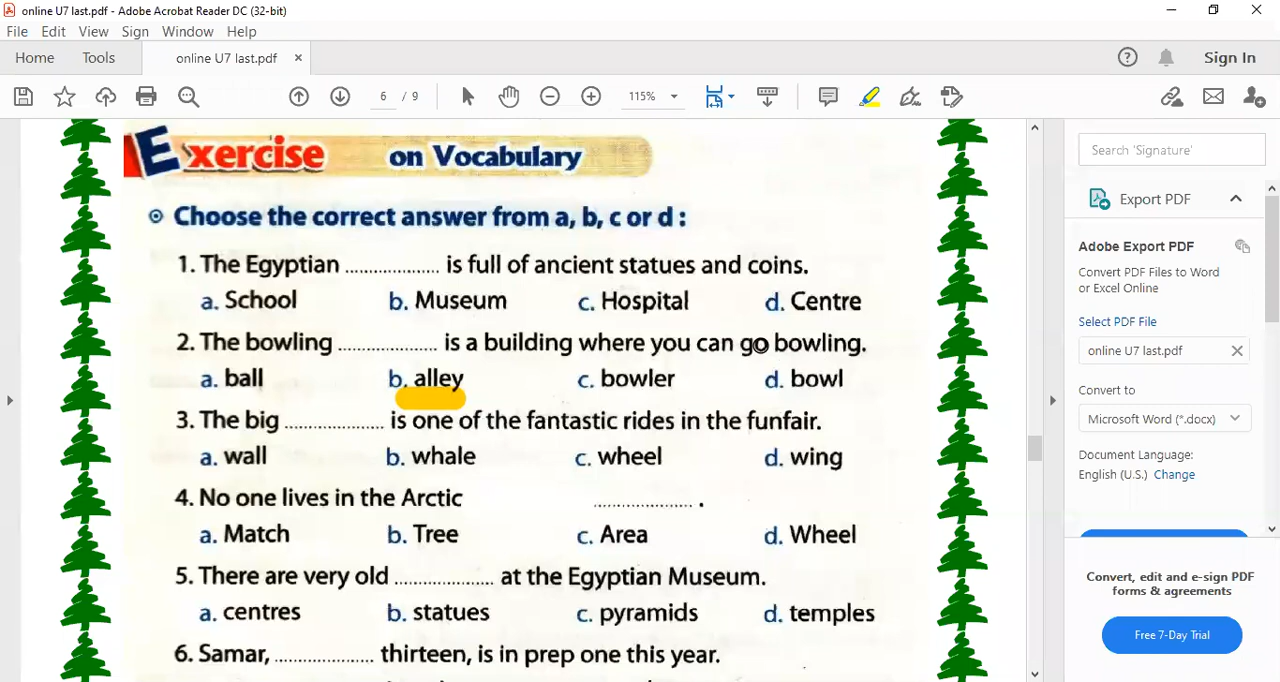 online U7 last.pdf - Adobe Acrobat Reader DC (32-bit)
File Edit View Sign Window Help
Home Tools online U7 last.pdf × Sign In
6 / 9 115%
Exercise on Vocabulary
Choose the correct answer from a, b, c or d :
1. The Egyptian .................. is full of ancient statues and coins.
a. School b. Museum c. Hospital d. Centre
2. The bowling .................. is a building where you can go bowling.
a. ball b. alley c. bowler d. bowl
3. The big .................. is one of the fantastic rides in the funfair.
a. wall b. whale c. wheel d. wing
4. No one lives in the Arctic .................. .
a. Match b. Tree c. Area d. Wheel
5. There are very old .................. at the Egyptian Museum.
a. centres b. statues c. pyramids d. temples
6. Samar, .................. thirteen, is in prep one this year.
Search 'Signature'
Export PDF
Adobe Export PDF
Convert PDF Files to Word
or Excel Online
Select PDF File
online U7 last.pdf
Convert to
Microsoft Word (*.docx)
Document Language:
English (U.S.) Change
Convert, edit and e-sign PDF
forms & agreements
Free 7-Day Trial